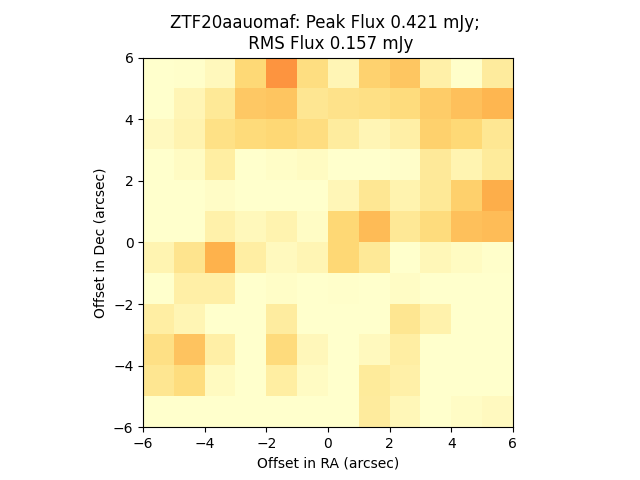 ZTF20aauomaf: Peak Flux 0.421 mJy;
RMS Flux 0.157 mJy
6
4
2
0
−2
−4
−6
Offset in Dec (arcsec)
−6 −4 −2 0 2 4 6
Offset in RA (arcsec)